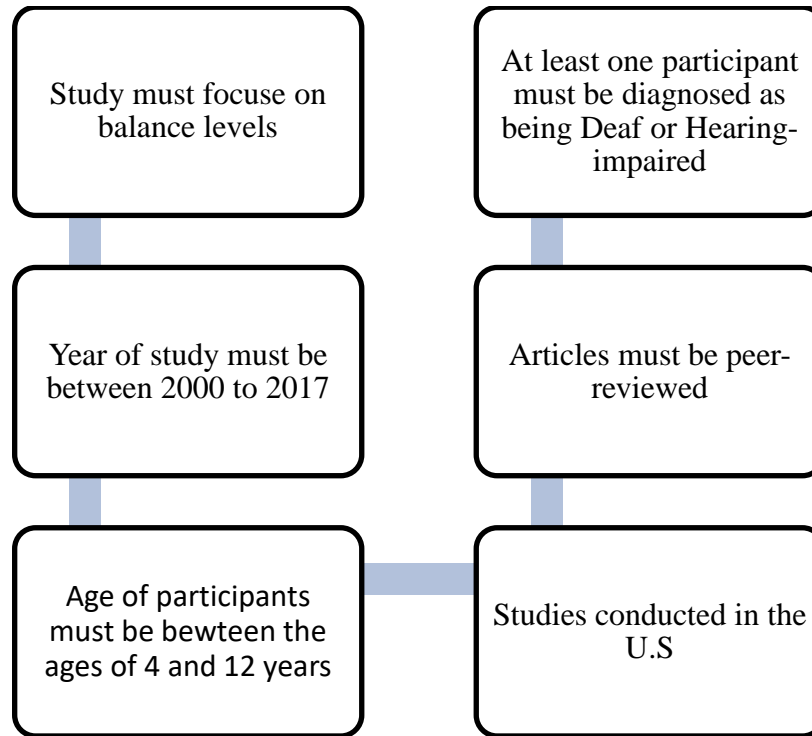 Study must focuse on
balance levels
Year of study must be
between 2000 to 2017
Age of participants
must be bewteen the
ages of 4 and 12 years
Studies conducted in the
U.S
Articles must be peer-
reviewed
At least one participant
must be diagnosed as
being Deaf or Hearing-
impaired